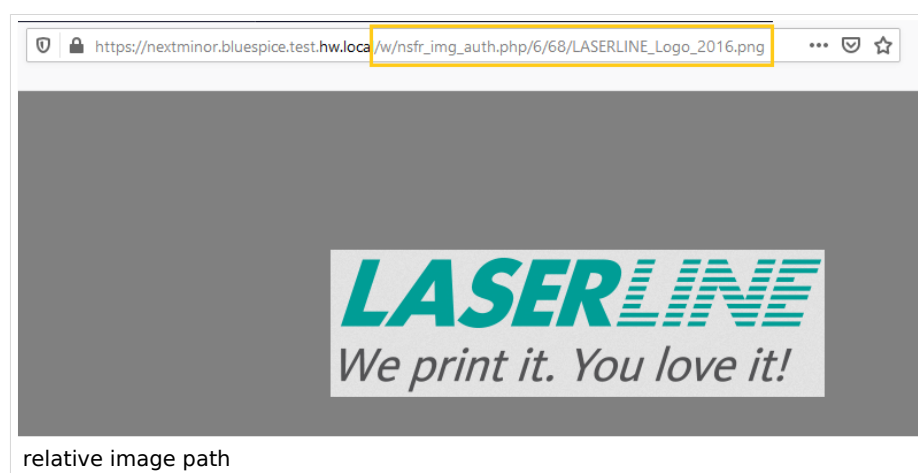 https://nextminor.bluespice.test.hw.local/w/nsfr_img_auth.php/6/68/LASERLINE_Logo_2016.png
LASERLINE
We print it. You love it!
relative image path